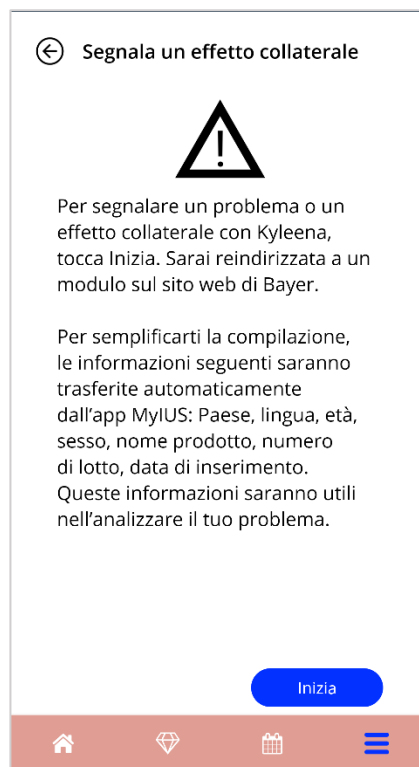 Segnala un effetto collaterale
Per segnalare un problema o un
effetto collaterale con Kyleena,
tocca Inizia. Sarai reindirizzata a un
modulo sul sito web di Bayer.
Per semplificarti la compilazione,
le informazioni seguenti saranno
trasferite automaticamente
dall’app MyIUS: Paese, lingua, età,
sesso, nome prodotto, numero
di lotto, data di inserimento.
Queste informazioni saranno utili
nell’analizzare il tuo problema.
Inizia